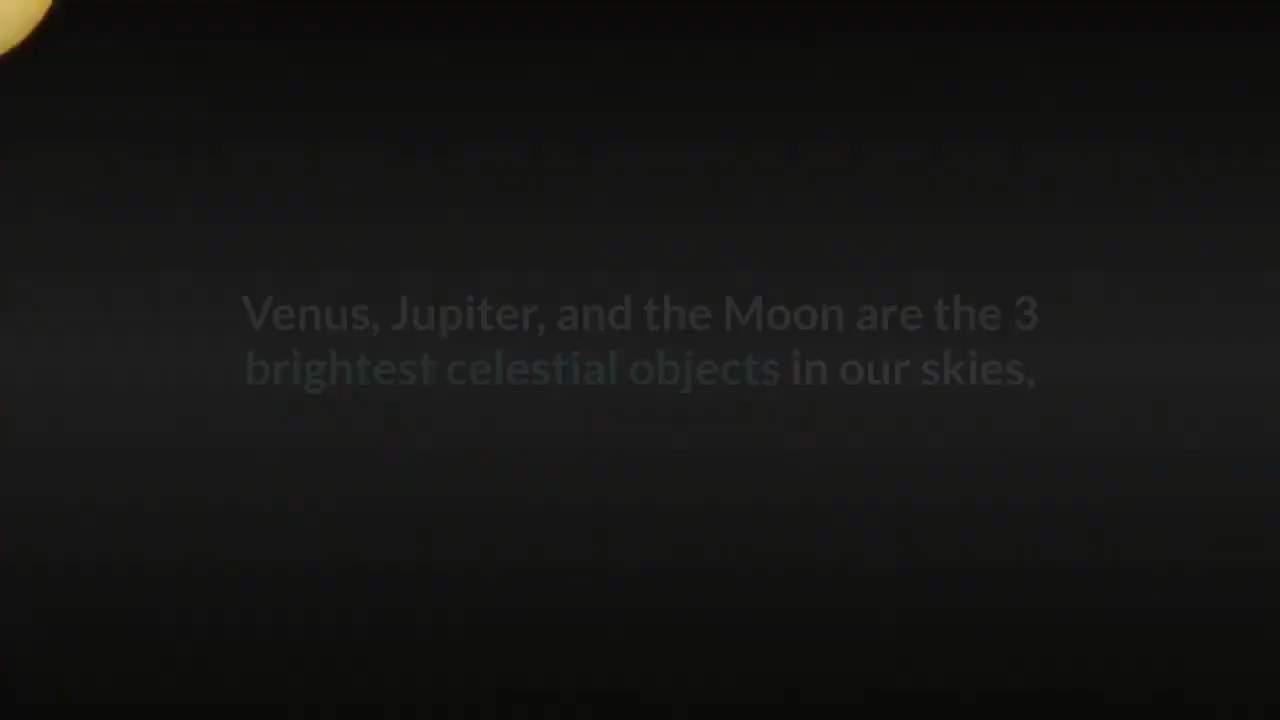 Venus, Jupiter, and the Moon are the 3
brightest celestial objects in our skies,